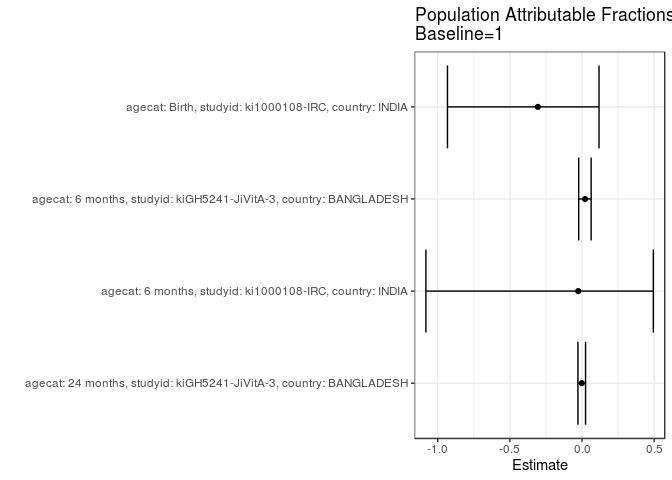 Population Attributable Fractions
Baseline=1
agecat: Birth, studyid: ki1000108-IRC, country: INDIA
agecat: 6 months, studyid: kiGH5241-JiVitA-3, country: BANGLADESH
agecat: 6 months, studyid: ki1000108-IRC, country: INDIA
agecat: 24 months, studyid: kiGH5241-JiVitA-3, country: BANGLADESH
-1.0 -0.5 0.0 0.5
Estimate